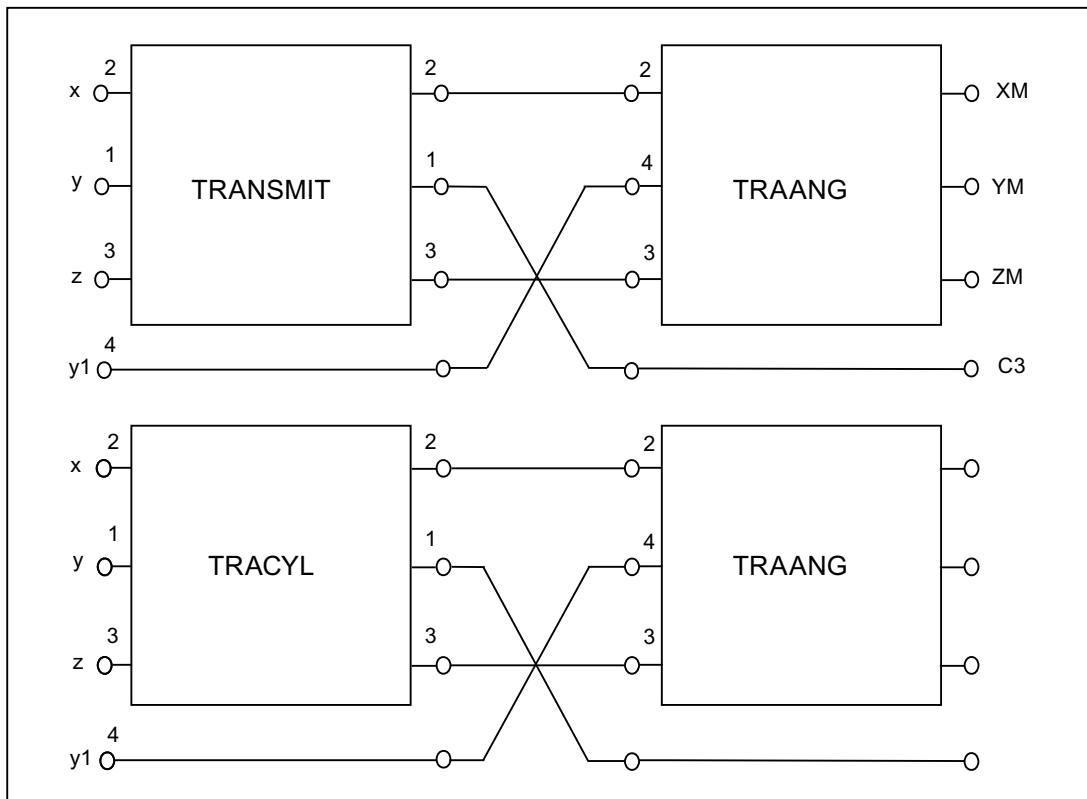 2 2 2
x XM
1 1 4
y TRANSMIT TRAANG YM
3 3 3
z ZM
4
y1 C3
2 2 2
x
1 1 4
y TRACYL TRAANG
3 3 3
z
4
y1